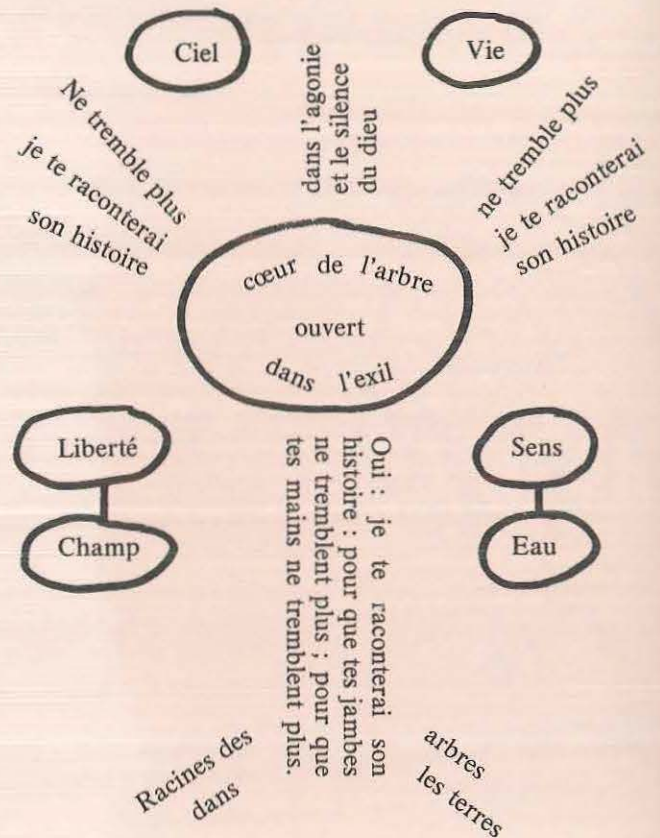 Ciel
Vie
dans l'agonie
et le silence
du dieu
Ne tremble plus
je te raconterai
son histoire
ne tremble plus
je te raconterai
son histoire
cœur de l'arbre
ouvert
dans l'exil
Liberté
Champ
Sens
Eau
Oui : je te raconterai son
histoire : pour que tes jambes
ne tremblent plus ; pour que
tes mains ne tremblent plus.
Racines des
dans
arbres
les terres